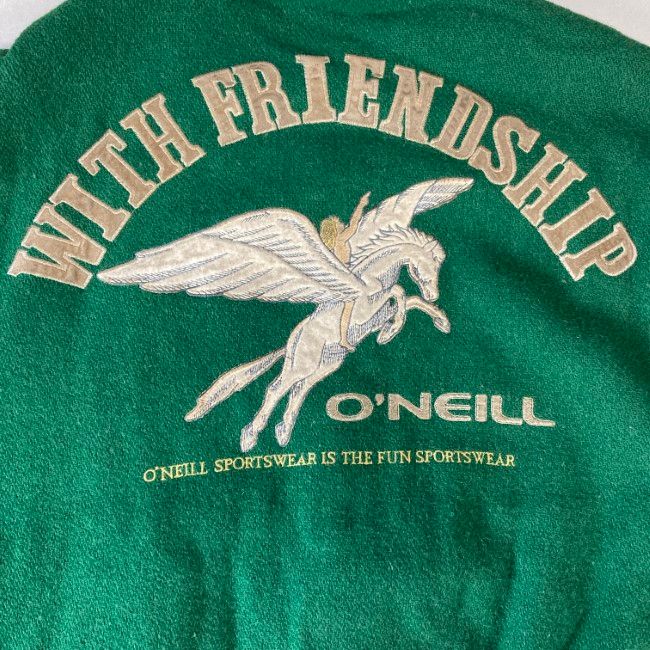 WITH FRIENDSHIP
O'NEILL
O'NEILL SPORTSWEAR IS THE FUN SPORTSWEAR